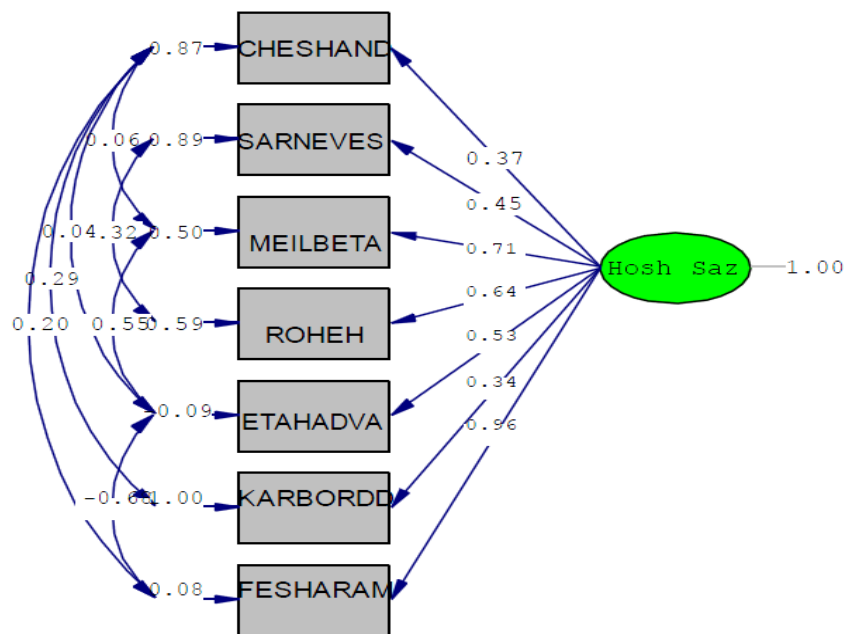 0.87 CHESHAND
0.37
0.06 0.89 SARNEVES
0.45
0.04 .32 0.50 MEILBETA
0.71
Hosh Saz 1.00
0.29
0.64
0.20 0.55 0.59 ROHEH
0.53
0.34
-0.09 ETAHADVA
0.96
-0.68 1.00 KARBORDD
0.08 FESHARAM